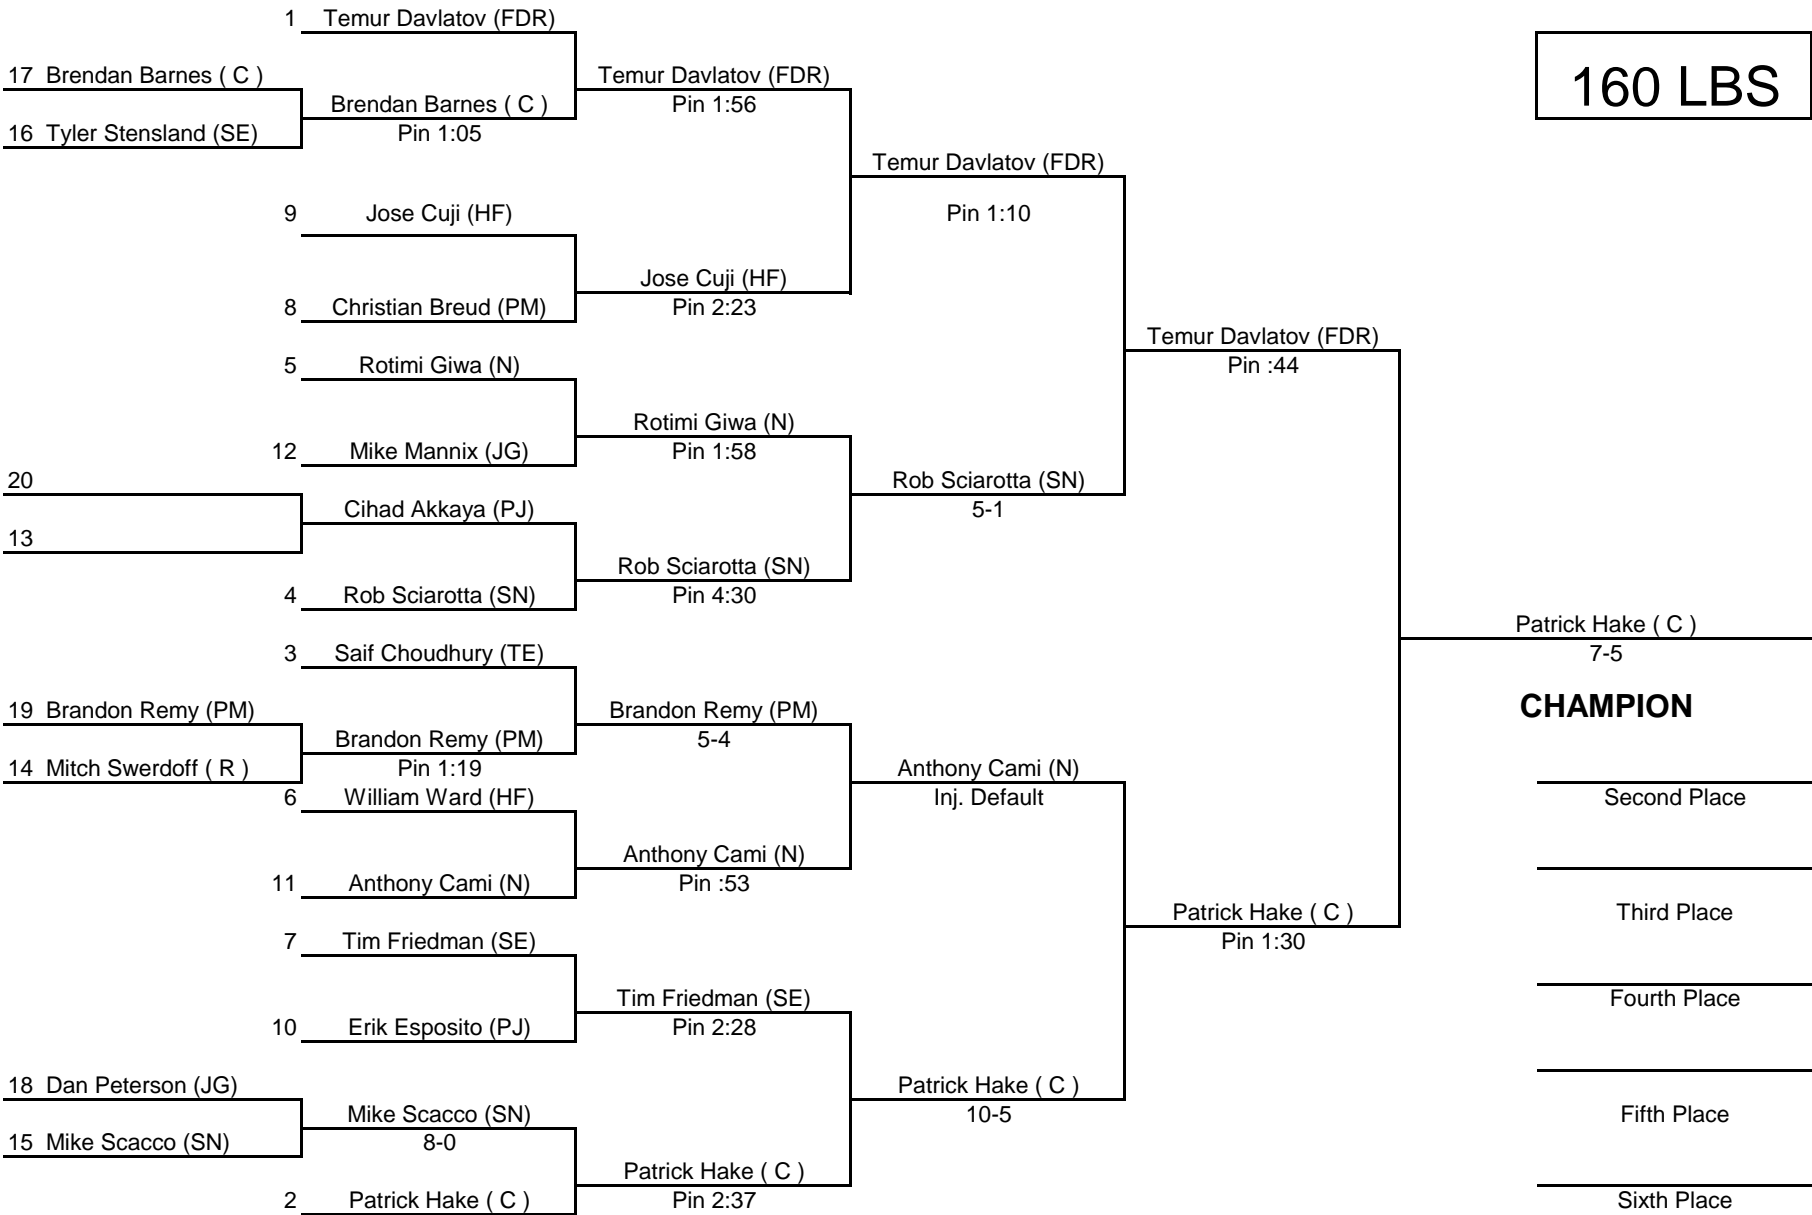 1 Temur Davlatov (FDR)
17 Brendan Barnes ( C )
Temur Davlatov (FDR)
160 LBS
Brendan Barnes ( C )
Pin 1:56
16 Tyler Stensland (SE)
Pin 1:05
Temur Davlatov (FDR)
9 Jose Cuji (HF)
Pin 1:10
Jose Cuji (HF)
8 Christian Breud (PM)
Pin 2:23
Temur Davlatov (FDR)
5 Rotimi Giwa (N)
Pin :44
Rotimi Giwa (N)
12 Mike Mannix (JG)
Pin 1:58
20
Rob Sciarotta (SN)
Cihad Akkaya (PJ)
5-1
13
Rob Sciarotta (SN)
4 Rob Sciarotta (SN)
Pin 4:30
Patrick Hake ( C )
3 Saif Choudhury (TE)
7-5
19 Brandon Remy (PM)
Brandon Remy (PM)
CHAMPION
Brandon Remy (PM)
5-4
14 Mitch Swerdoff ( R )
Pin 1:19
Anthony Cami (N)
6 William Ward (HF)
Inj. Default
Second Place
Anthony Cami (N)
11 Anthony Cami (N)
Pin :53
Patrick Hake ( C )
Third Place
7 Tim Friedman (SE)
Pin 1:30
Tim Friedman (SE)
Fourth Place
10 Erik Esposito (PJ)
Pin 2:28
18 Dan Peterson (JG)
Patrick Hake ( C )
Mike Scacco (SN)
10-5
Fifth Place
15 Mike Scacco (SN)
8-0
Patrick Hake ( C )
2 Patrick Hake ( C )
Pin 2:37
Sixth Place